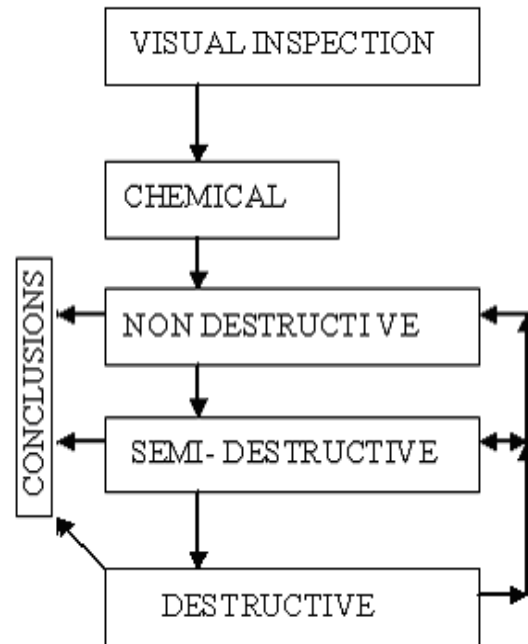 VISUAL INSPECTION
CHEMICAL
NON DESTRUCTIVE
CONCLUSIONS
SEMI- DESTRUCTIVE
DESTRUCTIVE